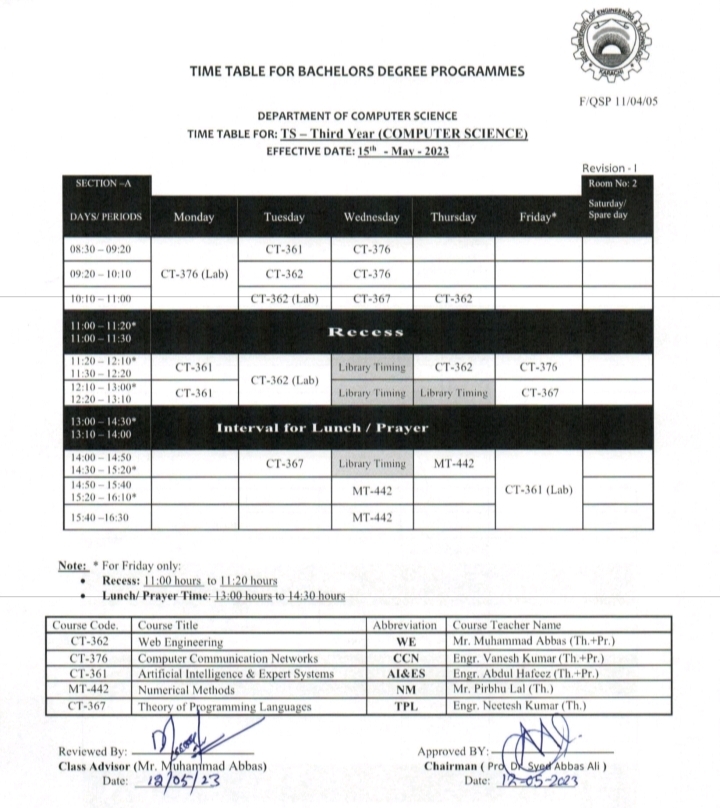 UNIVERSITY OF ENGINEERING & TECHNOLOGY
KARACHI
TIME TABLE FOR BACHELORS DEGREE PROGRAMMES
F/QSP 11/04/05
DEPARTMENT OF COMPUTER SCIENCE
TIME TABLE FOR: TS – Third Year (COMPUTER SCIENCE)
EFFECTIVE DATE: 15th - May - 2023
Revision - I
SECTION –A Room No: 2
DAYS/ PERIODS Monday Tuesday Wednesday Thursday Friday* Saturday/
Spare day
08:30 – 09:20 CT-361 CT-376
09:20 – 10:10 CT-376 (Lab) CT-362 CT-376
10:10 – 11:00 CT-362 (Lab) CT-367 CT-362
11:00 – 11:20*
11:00 – 11:30
Recess
11:20 – 12:10*
11:30 – 12:20
CT-361 CT-362 (Lab) Library Timing CT-362 CT-376
12:10 – 13:00*
12:20 – 13:10
CT-361 Library Timing Library Timing CT-367
13:00 – 14:30*
13:10 – 14:00
Interval for Lunch / Prayer
14:00 – 14:50
14:30 – 15:20*
CT-367 Library Timing MT-442
14:50 – 15:40
15:20 – 16:10*
MT-442 CT-361 (Lab)
15:40 –16:30 MT-442
Note: * For Friday only:
• Recess: 11:00 hours to 11:20 hours
• Lunch/ Prayer Time: 13:00 hours to 14:30 hours
Course Code. Course Title Abbreviation Course Teacher Name
CT-362 Web Engineering WE Mr. Muhammad Abbas (Th.+Pr.)
CT-376 Computer Communication Networks CCN Engr. Vanesh Kumar (Th.+Pr.)
CT-361 Artificial Intelligence & Expert Systems AI&ES Engr. Abdul Hafeez (Th.+Pr.)
MT-442 Numerical Methods NM Mr. Pirbhu Lal (Th.)
CT-367 Theory of Programming Languages TPL Engr. Neetesh Kumar (Th.)
Reviewed By: Approved BY:
Class Advisor (Mr. Muhammad Abbas) Chairman ( Prof. Dr. Syed Abbas Ali )
Date: 12/05/23 Date: 12-05-2023